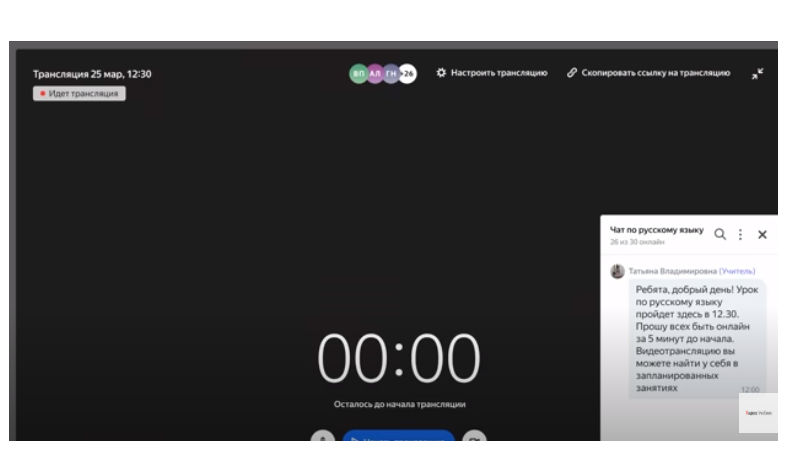 Трансляция 25 мар, 12:30
Идет трансляция
ВП АЛ ГН +26
Настроить трансляцию
Скопировать ссылку на трансляцию
Чат по русскому языку
26 из 30 онлайн
Татьяна Владимировна (Учитель)
Ребята, добрый день! Урок
по русскому языку
пройдет здесь в 12.30.
Прошу всех быть онлайн
за 5 минут до начала.
Видеотрансляцию вы
можете найти у себя в
запланированных
занятиях
12:00
00:00
Осталось до начала трансляции